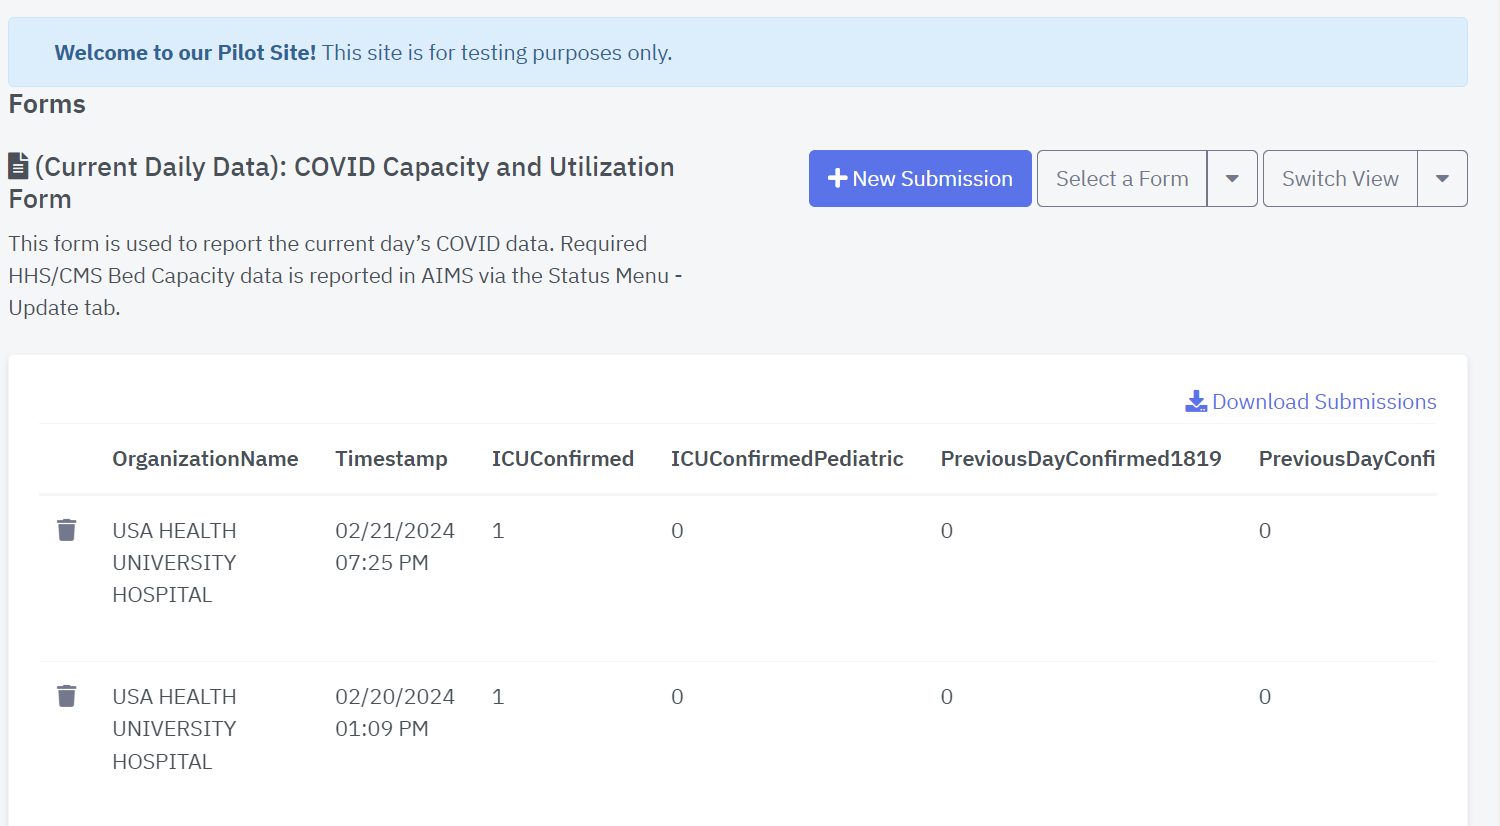 Welcome to our Pilot Site! This site is for testing purposes only.
Forms
(Current Daily Data): COVID Capacity and Utilization
Form
New Submission
Select a Form
Switch View
This form is used to report the current day’s COVID data. Required
HHS/CMS Bed Capacity data is reported in AIMS via the Status Menu -
Update tab.
Download Submissions
OrganizationName Timestamp ICUConfirmed ICUConfirmedPediatric PreviousDayConfirmed1819 PreviousDayConfi
USA HEALTH 02/21/2024 1 0 0 0
UNIVERSITY 07:25 PM
HOSPITAL
USA HEALTH 02/20/2024 1 0 0 0
UNIVERSITY 01:09 PM
HOSPITAL